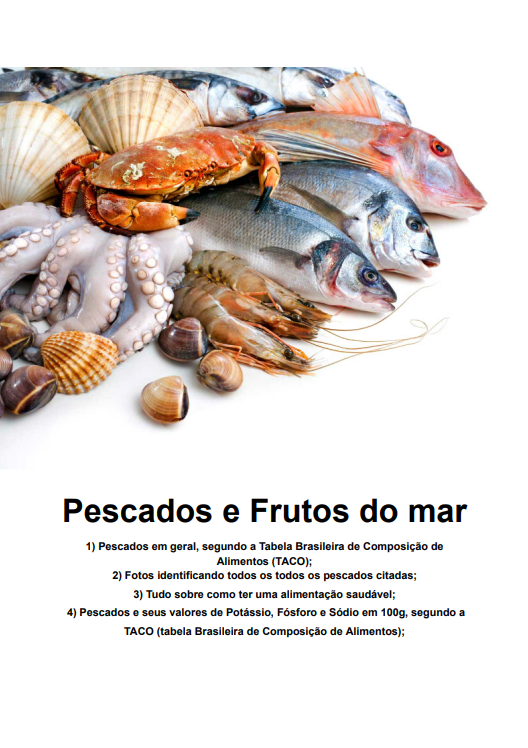 Pescados e Frutos do mar
1) Pescados em geral, segundo a Tabela Brasileira de Composição de
Alimentos (TACO);
2) Fotos identificando todos os todos os pescados citadas;
3) Tudo sobre como ter uma alimentação saudável;
4) Pescados e seus valores de Potássio, Fósforo e Sódio em 100g, segundo a
TACO (tabela Brasileira de Composição de Alimentos);